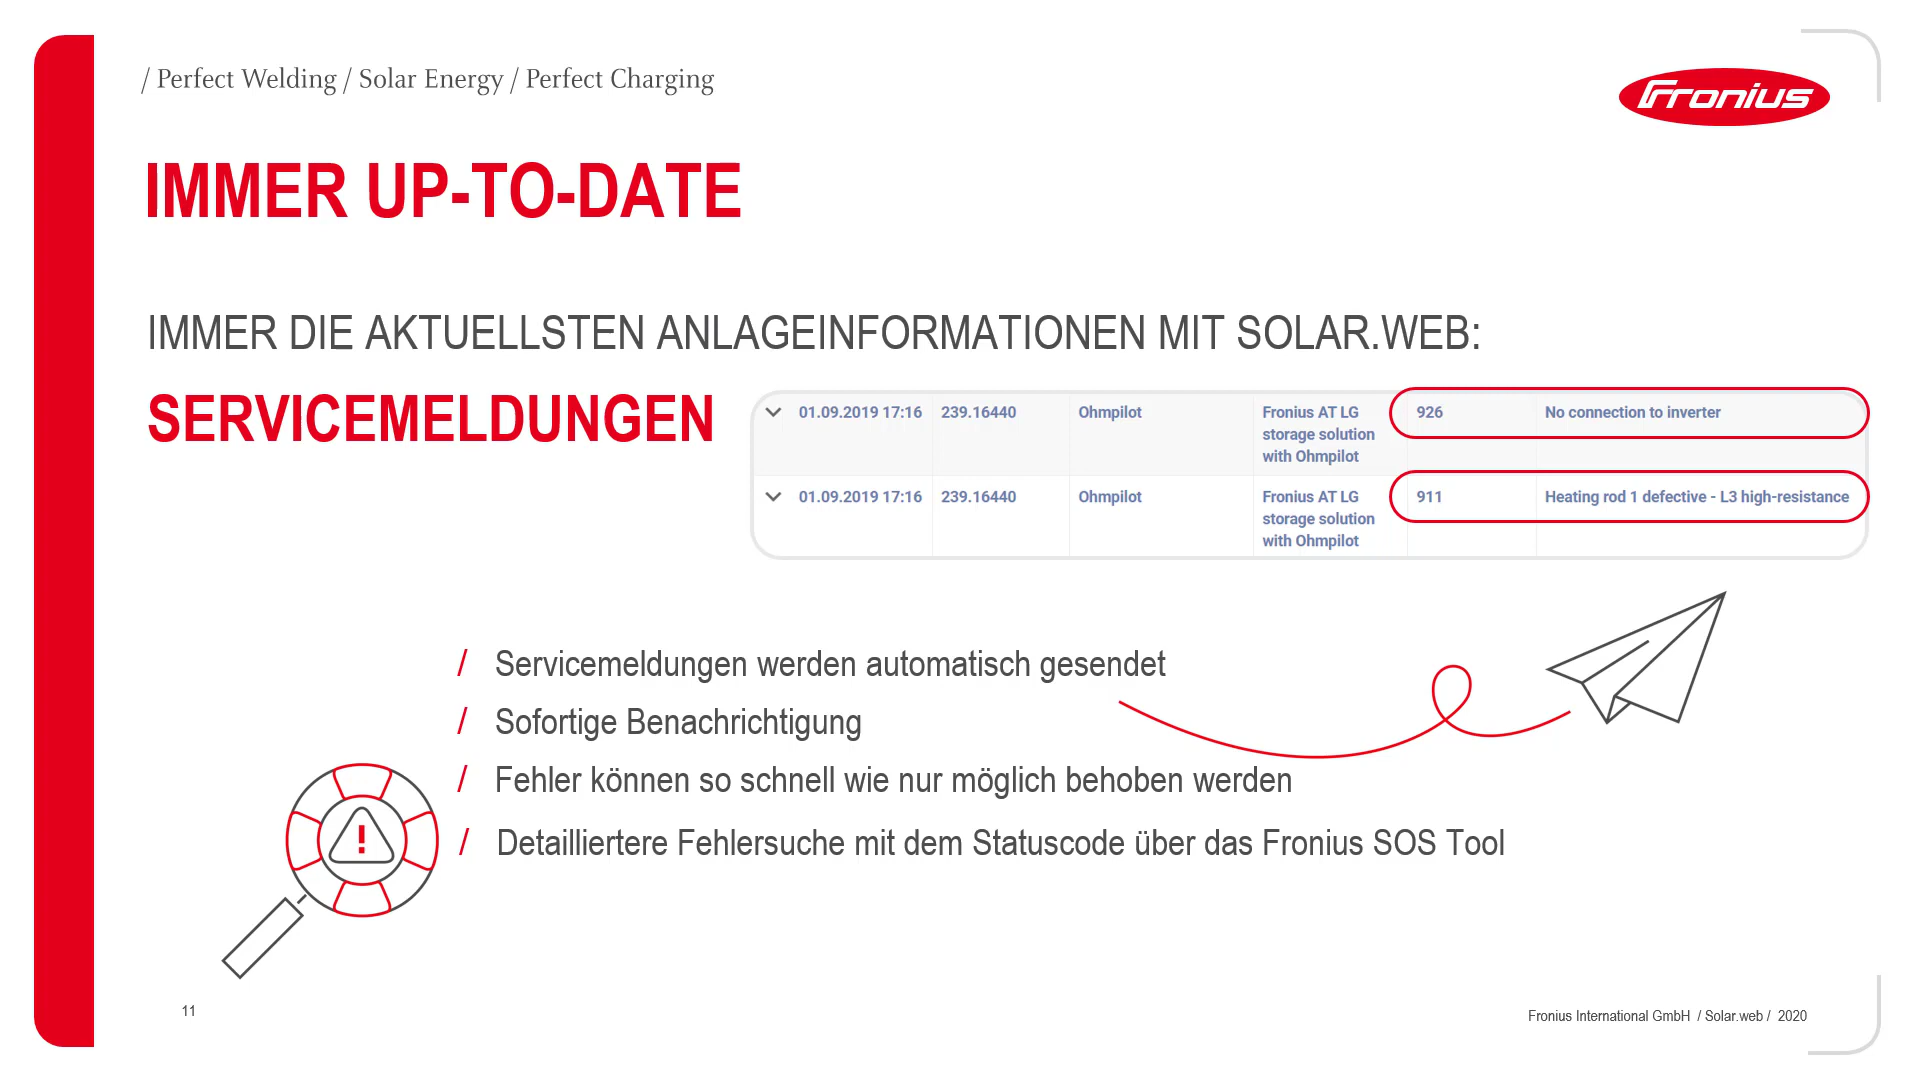 / Perfect Welding / Solar Energy / Perfect Charging
Fronius
IMMER UP-TO-DATE
IMMER DIE AKTUELLSTEN ANLAGEINFORMATIONEN MIT SOLAR.WEB:
SERVICEMELDUNGEN
01.09.2019 17:16 239.16440 Ohmpilot Fronius AT LG 926 No connection to inverter
storage solution
with Ohmpilot
01.09.2019 17:16 239.16440 Ohmpilot Fronius AT LG 911 Heating rod 1 defective - L3 high-resistance
storage solution
with Ohmpilot
/ Servicemeldungen werden automatisch gesendet
/ Sofortige Benachrichtigung
/ Fehler können so schnell wie nur möglich behoben werden
/ Detailliertere Fehlersuche mit dem Statuscode über das Fronius SOS Tool
!
11
Fronius International GmbH / Solar.web / 2020